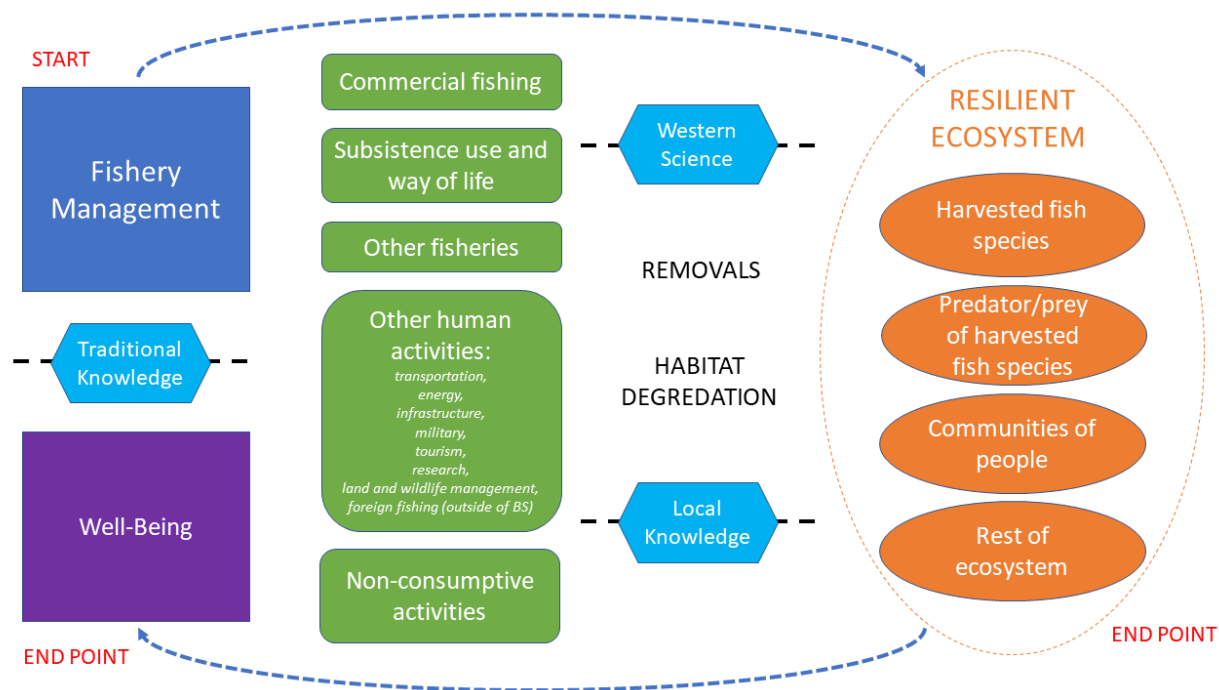 START
Fishery
Management
Traditional
Knowledge
Well-Being
END POINT
Commercial fishing
Subsistence use and
way of life
Other fisheries
Other human
activities:
transportation,
energy,
infrastructure,
military,
tourism,
research,
land and wildlife management,
foreign fishing (outside of BS)
Non-consumptive
activities
Western
Science
REMOVALS
HABITAT
DEGREDATION
Local
Knowledge
RESILIENT
ECOSYSTEM
Harvested fish
species
Predator/prey
of harvested
fish species
Communities of
people
Rest of
ecosystem
END POINT